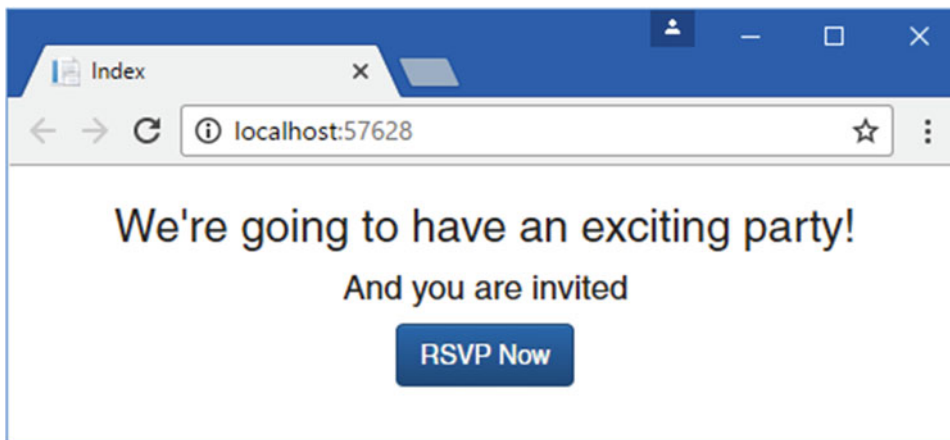 Index
localhost:57628
We're going to have an exciting party!
And you are invited
RSVP Now